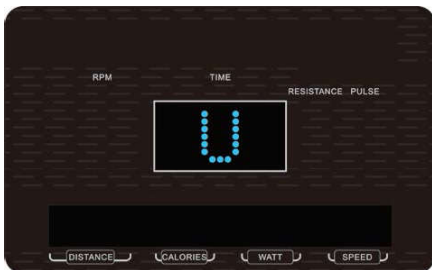 RPM TIME
RESISTANCE PULSE
U
DISTANCE CALORIES WATT SPEED